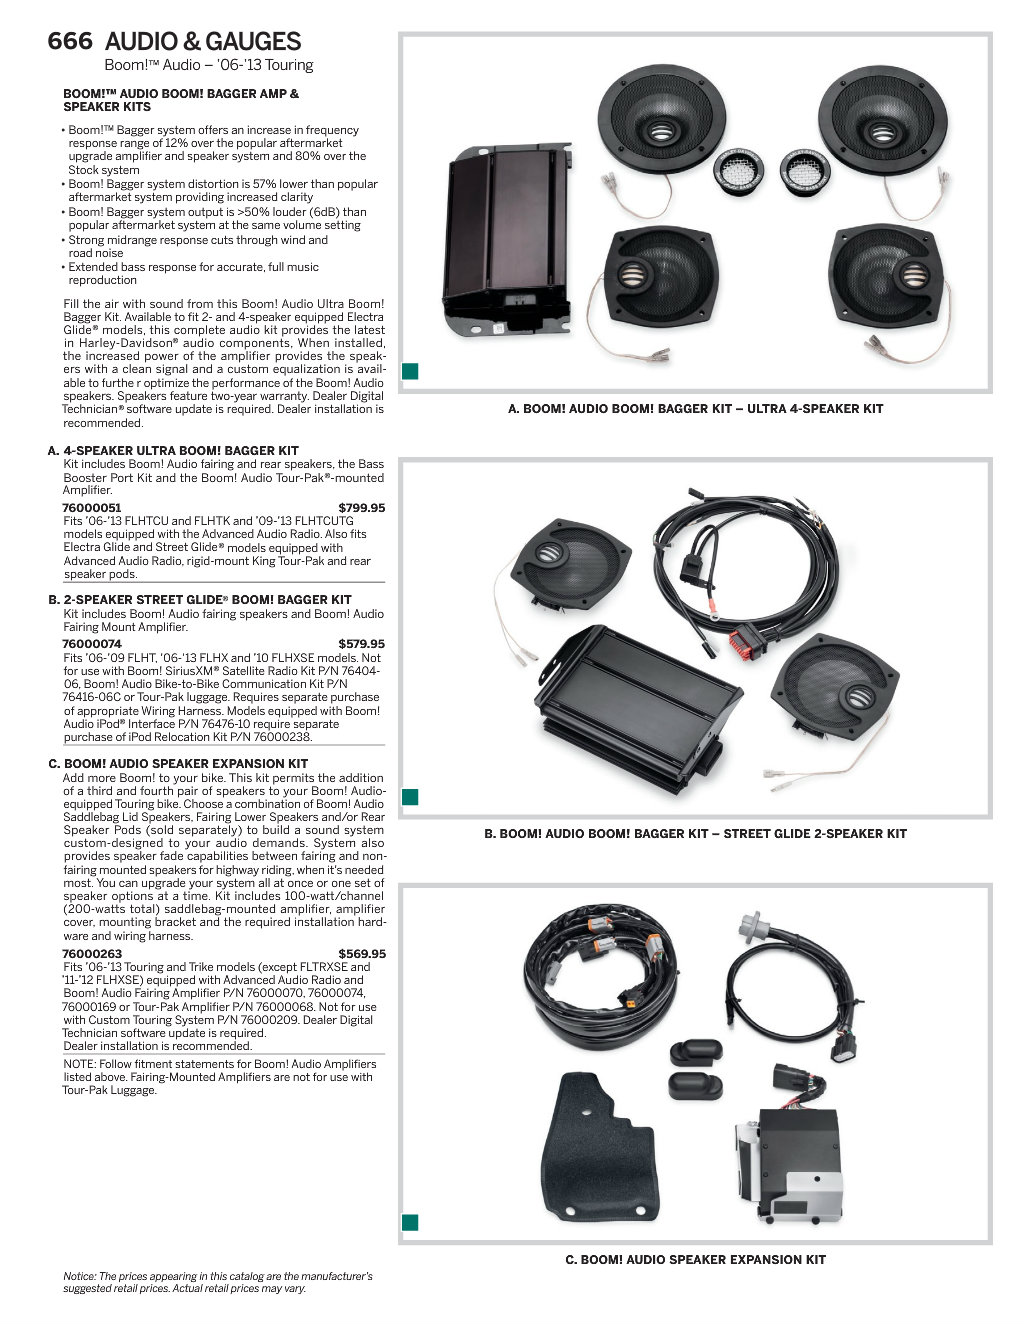 666 AUDIO & GAUGES
Boom!™ Audio – ’06-’13 Touring
BOOM!™ AUDIO BOOM! BAGGER AMP &
SPEAKER KITS
• Boom!™ Bagger system offers an increase in frequency
response range of 12% over the popular aftermarket
upgrade amplifier and speaker system and 80% over the
Stock system
• Boom! Bagger system distortion is 57% lower than popular
aftermarket system providing increased clarity
• Boom! Bagger system output is >50% louder (6dB) than
popular aftermarket system at the same volume setting
• Strong midrange response cuts through wind and
road noise
• Extended bass response for accurate, full music
reproduction
Fill the air with sound from this Boom! Audio Ultra Boom!
Bagger Kit. Available to fit 2- and 4-speaker equipped Electra
Glide® models, this complete audio kit provides the latest
in Harley-Davidson® audio components, When installed,
the increased power of the amplifier provides the speak-
ers with a clean signal and a custom equalization is avail-
able to furthe r optimize the performance of the Boom! Audio
speakers. Speakers feature two-year warranty. Dealer Digital
Technician® software update is required. Dealer installation is
recommended.
A. 4-SPEAKER ULTRA BOOM! BAGGER KIT
Kit includes Boom! Audio fairing and rear speakers, the Bass
Booster Port Kit and the Boom! Audio Tour-Pak®-mounted
Amplifier.
76000051 $799.95
Fits ’06-’13 FLHTCU and FLHTK and ’09-’13 FLHTCUTG
models equipped with the Advanced Audio Radio. Also fits
Electra Glide and Street Glide® models equipped with
Advanced Audio Radio, rigid-mount King Tour-Pak and rear
speaker pods.
B. 2-SPEAKER STREET GLIDE® BOOM! BAGGER KIT
Kit includes Boom! Audio fairing speakers and Boom! Audio
Fairing Mount Amplifier.
76000074 $579.95
Fits ’06-’09 FLHT, ’06-’13 FLHX and ’10 FLHXSE models. Not
for use with Boom! SiriusXM® Satellite Radio Kit P/N 76404-
06, Boom! Audio Bike-to-Bike Communication Kit P/N
76416-06C or Tour-Pak luggage. Requires separate purchase
of appropriate Wiring Harness. Models equipped with Boom!
Audio iPod® Interface P/N 76476-10 require separate
purchase of iPod Relocation Kit P/N 76000238.
C. BOOM! AUDIO SPEAKER EXPANSION KIT
Add more Boom! to your bike. This kit permits the addition
of a third and fourth pair of speakers to your Boom! Audio-
equipped Touring bike. Choose a combination of Boom! Audio
Saddlebag Lid Speakers, Fairing Lower Speakers and/or Rear
Speaker Pods (sold separately) to build a sound system
custom-designed to your audio demands. System also
provides speaker fade capabilities between fairing and non-
fairing mounted speakers for highway riding, when it’s needed
most. You can upgrade your system all at once or one set of
speaker options at a time. Kit includes 100-watt/channel
(200-watts total) saddlebag-mounted amplifier, amplifier
cover, mounting bracket and the required installation hard-
ware and wiring harness.
76000263 $569.95
Fits ’06-’13 Touring and Trike models (except FLTRXSE and
’11-’12 FLHXSE) equipped with Advanced Audio Radio and
Boom! Audio Fairing Amplifier P/N 76000070, 76000074,
76000169 or Tour-Pak Amplifier P/N 76000068. Not for use
with Custom Touring System P/N 76000209. Dealer Digital
Technician software update is required.
Dealer installation is recommended.
NOTE: Follow fitment statements for Boom! Audio Amplifiers
listed above. Fairing-Mounted Amplifiers are not for use with
Tour-Pak Luggage.
A. BOOM! AUDIO BOOM! BAGGER KIT – ULTRA 4-SPEAKER KIT
B. BOOM! AUDIO BOOM! BAGGER KIT – STREET GLIDE 2-SPEAKER KIT
C. BOOM! AUDIO SPEAKER EXPANSION KIT
Notice: The prices appearing in this catalog are the manufacturer’s
suggested retail prices. Actual retail prices may vary.